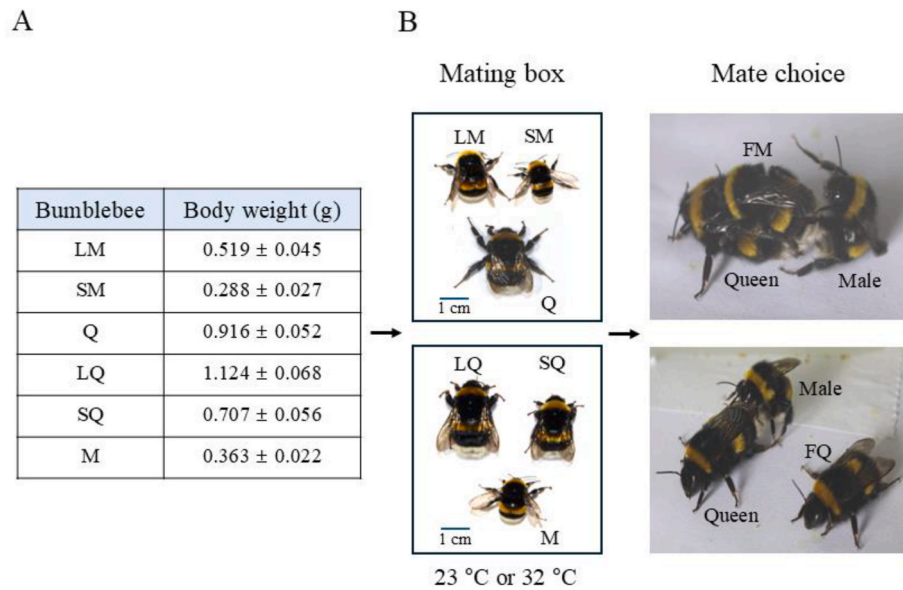 A
Bumblebee Body weight (g)
LM 0.519 ± 0.045
SM 0.288 ± 0.027
Q 0.916 ± 0.052
LQ 1.124 ± 0.068
SQ 0.707 ± 0.056
M 0.363 ± 0.022
B
Mating box
LM SM
Q
1 cm
LQ SQ
M
1 cm
23 °C or 32 °C
Mate choice
FM
Queen Male
Male
FQ
Queen